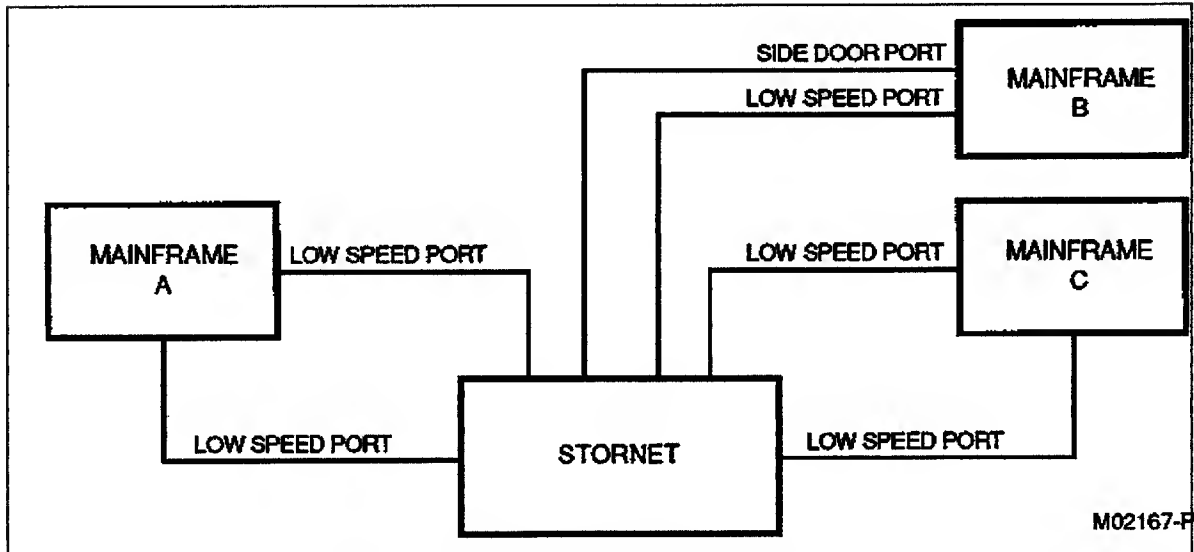 SIDE DOOR PORT
MAINFRAME
B
LOW SPEED PORT
MAINFRAME
A
LOW SPEED PORT
LOW SPEED PORT
MAINFRAME
C
LOW SPEED PORT
STORNET
LOW SPEED PORT
M02167-P